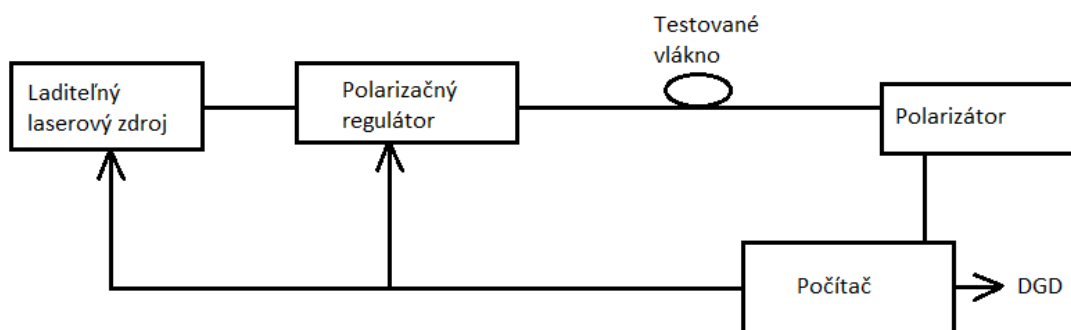 Testované
vlákno
Laditeľný
laserový zdroj
Polarizačný
regulátor
Polarizátor
Počítač
DGD